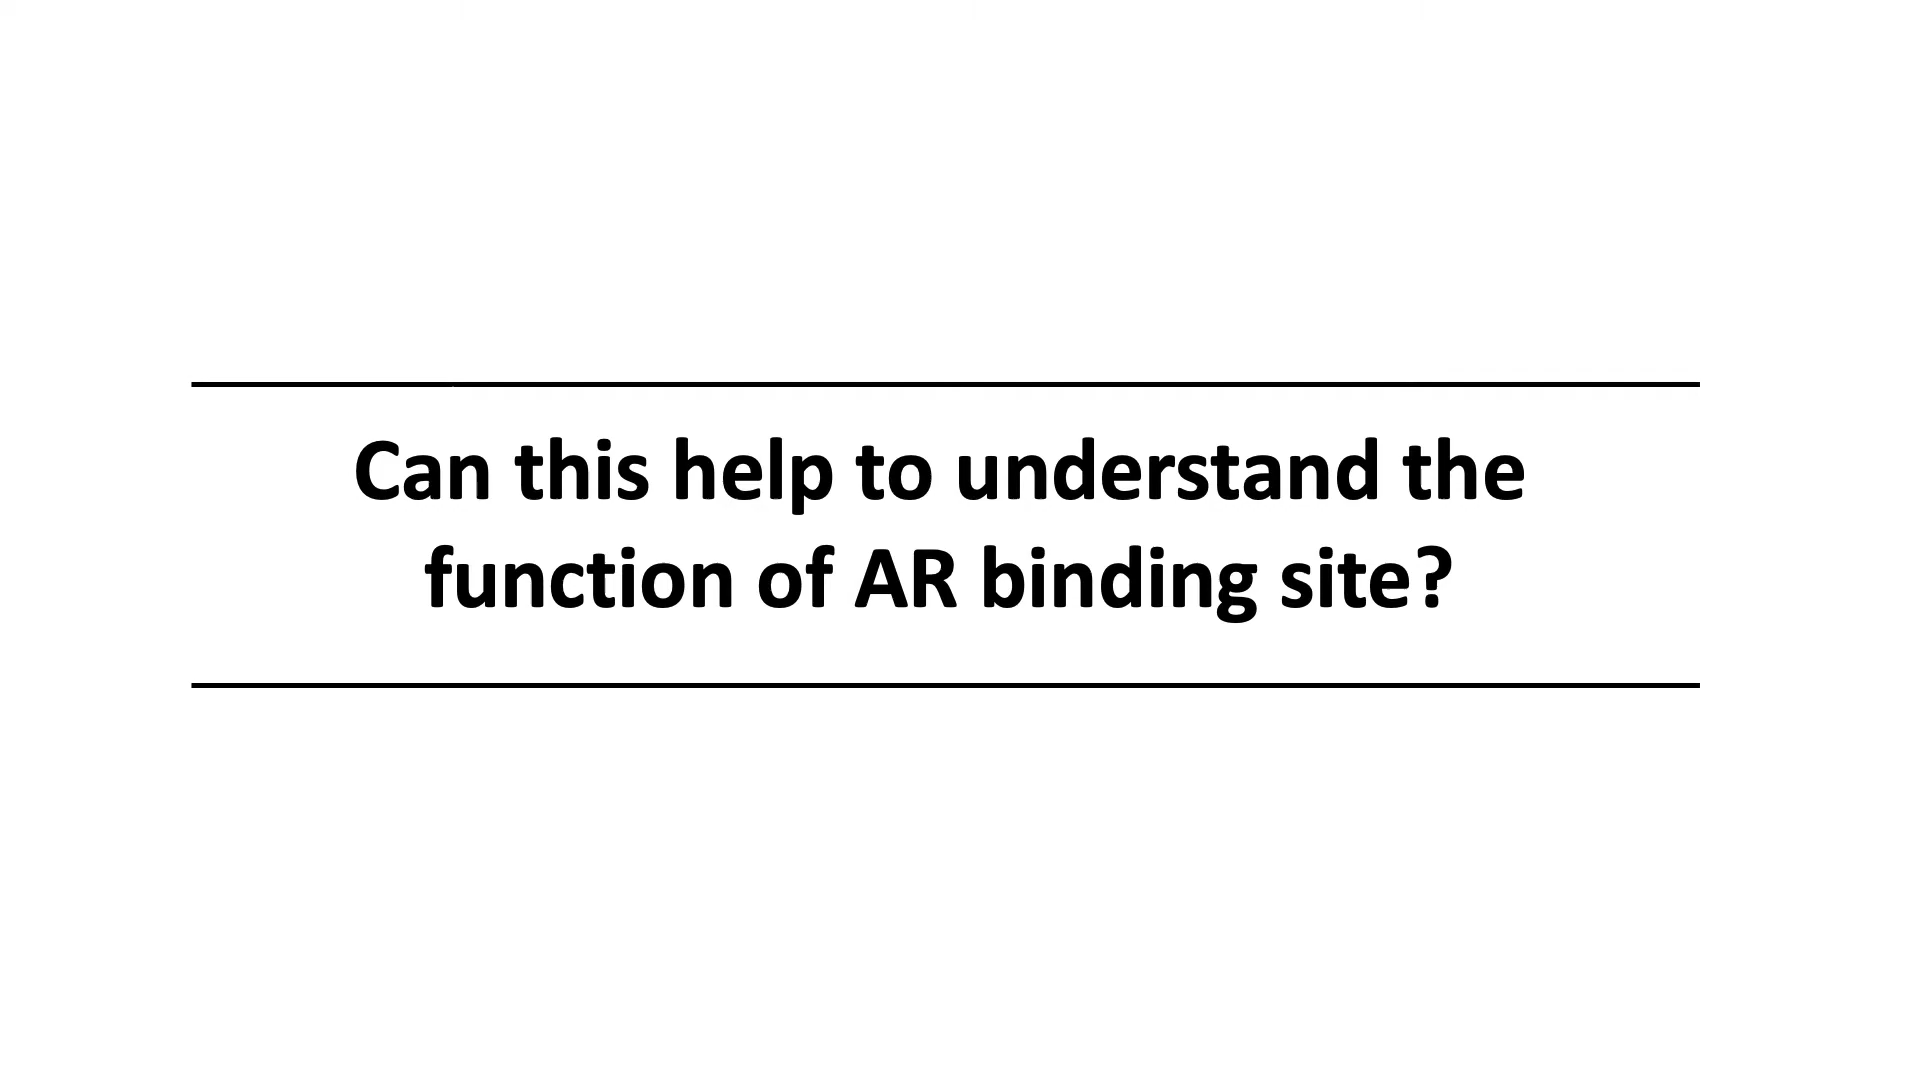 Can this help to understand the
function of AR binding site?